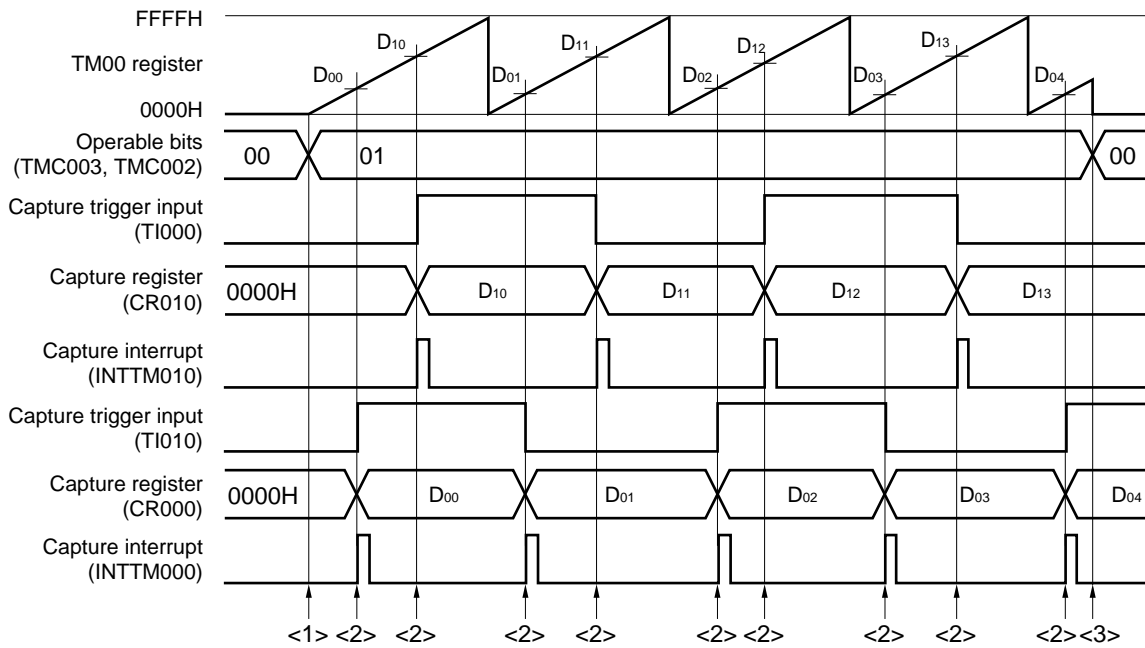 FFFFH
TM00 register
0000H
D00 D10 D01 D11 D02 D12 D03 D13 D04
Operable bits
(TMC003, TMC002)
00 01 00
Capture trigger input
(TI000)
Capture register
(CR010)
0000H D10 D11 D12 D13
Capture interrupt
(INTTM010)
Capture trigger input
(TI010)
Capture register
(CR000)
0000H D00 D01 D02 D03 D04
Capture interrupt
(INTTM000)
<1> <2> <2> <2> <2> <2> <2> <2> <2> <2> <3>